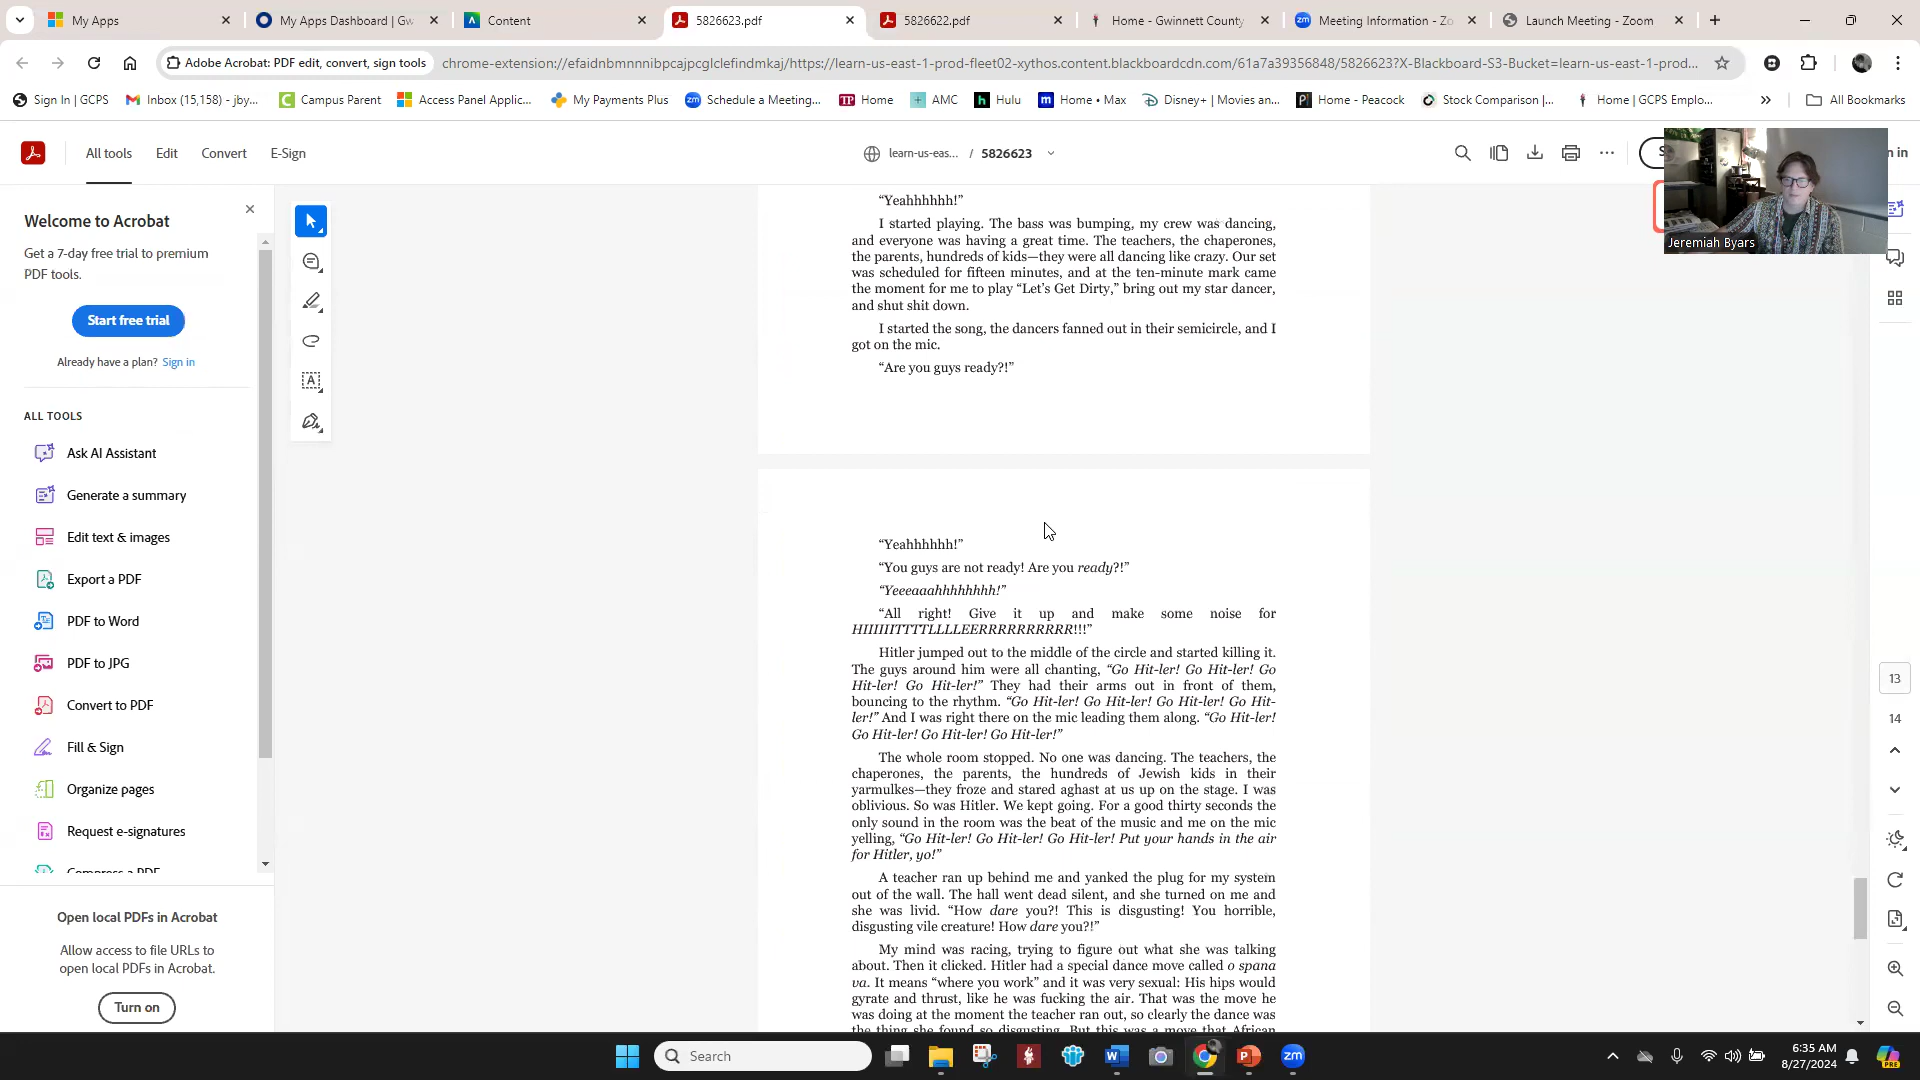 My Apps
My Apps Dashboard | Gw
Content
5826623.pdf
5826622.pdf
Home - Gwinnett County
Meeting Information - Zo
Launch Meeting - Zoom
Adobe Acrobat: PDF edit, convert, sign tools
chrome-extension://efaidnbmnnnibpcajpcglclefindmkaj/https://learn-us-east-1-prod-fleet02-xythos.content.blackboardcdn.com/61a7a39356848/5826623?X-Blackboard-S3-Bucket=learn-us-east-1-prod...
Sign In | GCPS
Inbox (15,158) - jby...
Campus Parent
Access Panel Applic...
My Payments Plus
Schedule a Meeting...
Home
AMC
Hulu
Home • Max
Disney+ | Movies an...
Home - Peacock
Stock Comparison |...
Home | GCPS Emplo...
All Bookmarks
All tools
Edit
Convert
E-Sign
learn-us-eas... / 5826623
n in
Jeremiah Byars
Welcome to Acrobat
Get a 7-day free trial to premium
PDF tools.
Start free trial
Already have a plan? Sign in
ALL TOOLS
Ask AI Assistant
Generate a summary
Edit text & images
Export a PDF
PDF to Word
PDF to JPG
Convert to PDF
Fill & Sign
Organize pages
Request e-signatures
Compress a PDF
Open local PDFs in Acrobat
Allow access to file URLs to
open local PDFs in Acrobat.
Turn on
“Yeahhhhhh!”
I started playing. The bass was bumping, my crew was dancing,
and everyone was having a great time. The teachers, the chaperones,
the parents, hundreds of kids—they were all dancing like crazy. Our set
was scheduled for fifteen minutes, and at the ten-minute mark came
the moment for me to play “Let’s Get Dirty,” bring out my star dancer,
and shut shit down.
I started the song, the dancers fanned out in their semicircle, and I
got on the mic.
“Are you guys ready?!”
“Yeahhhhhh!”
“You guys are not ready! Are you ready?!”
“Yeeeaaahhhhhhhh!”
“All right! Give it up and make some noise for
HIIIIIITTTTLLLLEERRRRRRRRRR!!!”
Hitler jumped out to the middle of the circle and started killing it.
The guys around him were all chanting, “Go Hit-ler! Go Hit-ler! Go
Hit-ler! Go Hit-ler!” They had their arms out in front of them,
bouncing to the rhythm. “Go Hit-ler! Go Hit-ler! Go Hit-ler! Go Hit-
ler!” And I was right there on the mic leading them along. “Go Hit-ler!
Go Hit-ler! Go Hit-ler! Go Hit-ler!”
The whole room stopped. No one was dancing. The teachers, the
chaperones, the parents, the hundreds of Jewish kids in their
yarmulkes—they froze and stared aghast at us up on the stage. I was
oblivious. So was Hitler. We kept going. For a good thirty seconds the
only sound in the room was the beat of the music and me on the mic
yelling, “Go Hit-ler! Go Hit-ler! Go Hit-ler! Put your hands in the air
for Hitler, yo!”
A teacher ran up behind me and yanked the plug for my system
out of the wall. The hall went dead silent, and she turned on me and
she was livid. “How dare you?! This is disgusting! You horrible,
disgusting vile creature! How dare you?!”
My mind was racing, trying to figure out what she was talking
about. Then it clicked. Hitler had a special dance move called o spana
va. It means “where you work” and it was very sexual: His hips would
gyrate and thrust, like he was fucking the air. That was the move he
was doing at the moment the teacher ran out, so clearly the dance was
the thing she found so disgusting. But this was a move that African
13
14
Search
6:35 AM
8/27/2024